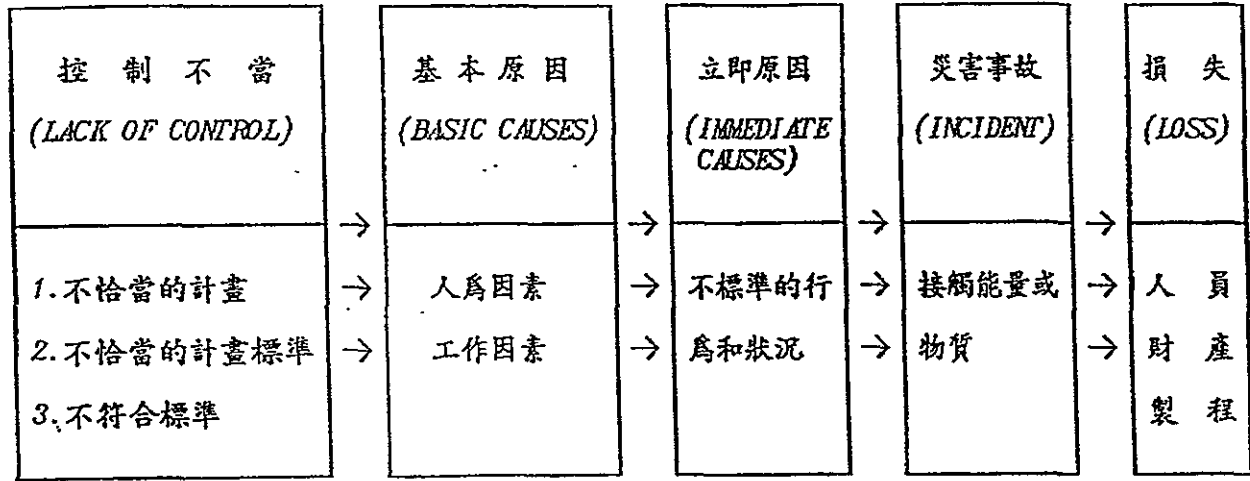 控制不當
(LACK OF CONTROL)
1.不恰當的計畫
2.不恰當的計畫標準
3.不符合標準
→
→
→
基本原因
(BASIC CAUSES)
人爲因素
工作因素
→
→
→
立即原因
(IMMEDIATE
CAUSES)
不標準的行
爲和狀況
→
→
→
災害事故
(INCIDENT)
接觸能量或
物質
→
→
→
損失
(LOSS)
人員
財產
製程